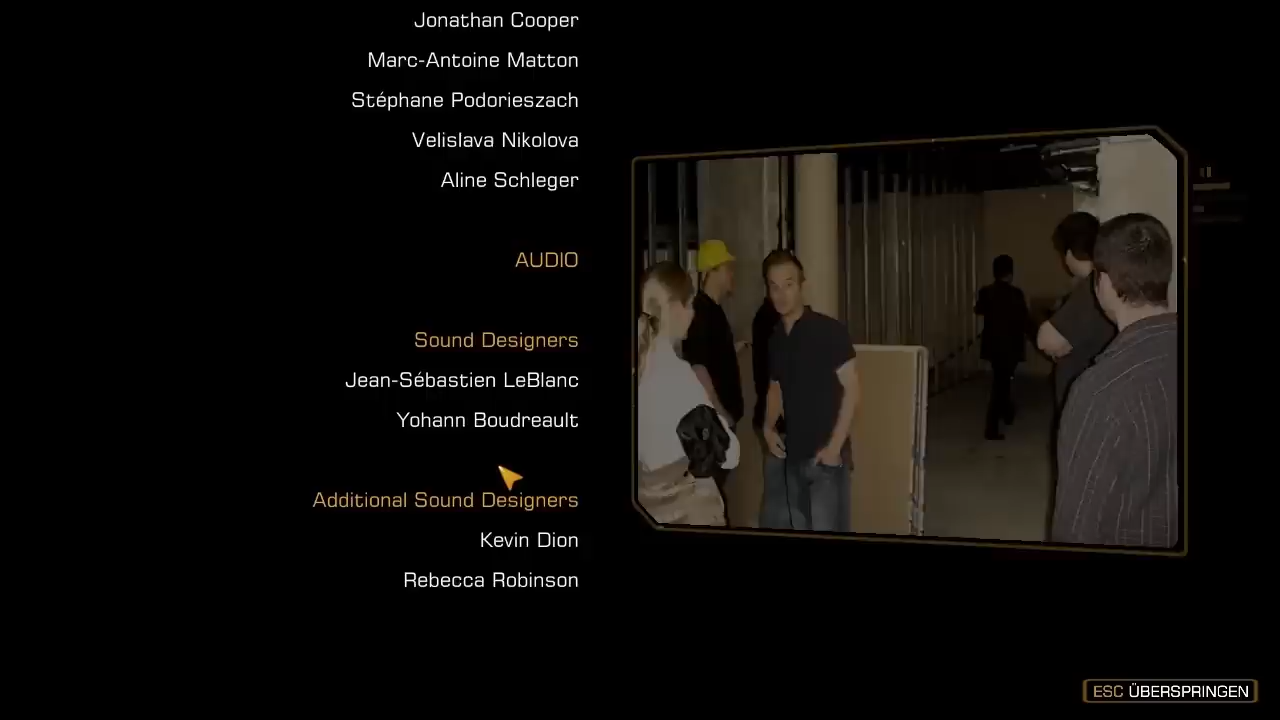 Jonathan Cooper
Marc-Antoine Matton
Stéphane Podorieszach
Velislava Nikolova
Aline Schleger
AUDIO
Sound Designers
Jean-Sébastien LeBlanc
Yohann Boudreault
Additional Sound Designers
Kevin Dion
Rebecca Robinson
ESC ÜBERSPRINGEN